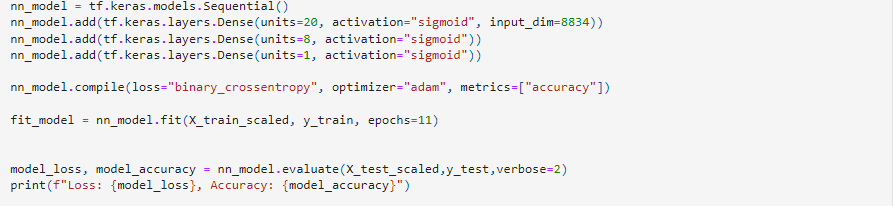 nn_model = tf.keras.models.Sequential()
nn_model.add(tf.keras.layers.Dense(units=20, activation="sigmoid", input_dim=8834))
nn_model.add(tf.keras.layers.Dense(units=8, activation="sigmoid"))
nn_model.add(tf.keras.layers.Dense(units=1, activation="sigmoid"))
nn_model.compile(loss="binary_crossentropy", optimizer="adam", metrics=["accuracy"])
fit_model = nn_model.fit(X_train_scaled, y_train, epochs=11)
model_loss, model_accuracy = nn_model.evaluate(X_test_scaled,y_test,verbose=2)
print(f"Loss: {model_loss}, Accuracy: {model_accuracy}")